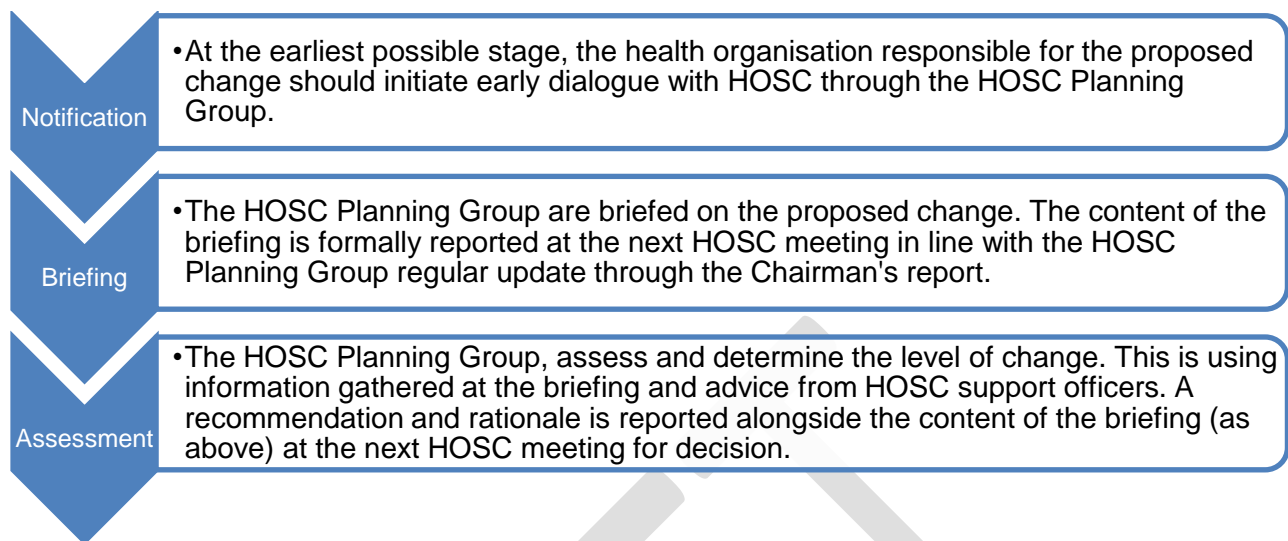 Notification
•At the earliest possible stage, the health organisation responsible for the proposed
change should initiate early dialogue with HOSC through the HOSC Planning
Group.
Briefing
•The HOSC Planning Group are briefed on the proposed change. The content of the
briefing is formally reported at the next HOSC meeting in line with the HOSC
Planning Group regular update through the Chairman's report.
Assessment
•The HOSC Planning Group, assess and determine the level of change. This is using
information gathered at the briefing and advice from HOSC support officers. A
recommendation and rationale is reported alongside the content of the briefing (as
above) at the next HOSC meeting for decision.